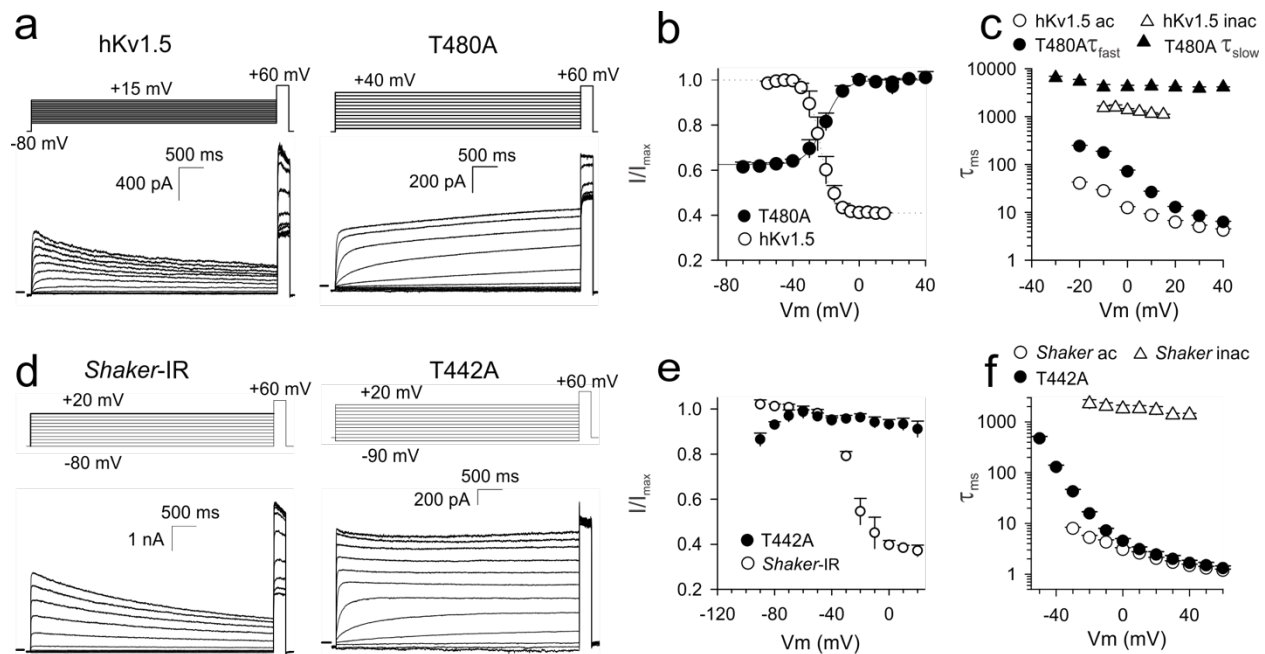 a
hKv1.5
T480A
+60 mV
+15 mV
-80 mV
500 ms
400 pA
+60 mV
+40 mV
500 ms
200 pA
b
1.0
0.8
0.6
0.4
0.2
I/Imax
T480A
hKv1.5
-80 -40 0 40
Vm (mV)
c
hKv1.5 ac hKv1.5 inac
T480A τfast T480A τslow
10000
1000
100
10
1
τms
-40 -20 0 20 40
Vm (mV)
d
Shaker-IR
T442A
+60 mV
+20 mV
-80 mV
500 ms
1 nA
+60 mV
+20 mV
-90 mV
500 ms
200 pA
e
1.0
0.8
0.6
0.4
0.2
I/Imax
T442A
Shaker-IR
-120 -80 -40 0
Vm (mV)
f
Shaker ac Shaker inac
T442A
1000
100
10
1
τms
-40 -20 0 20 40 60
Vm (mV)